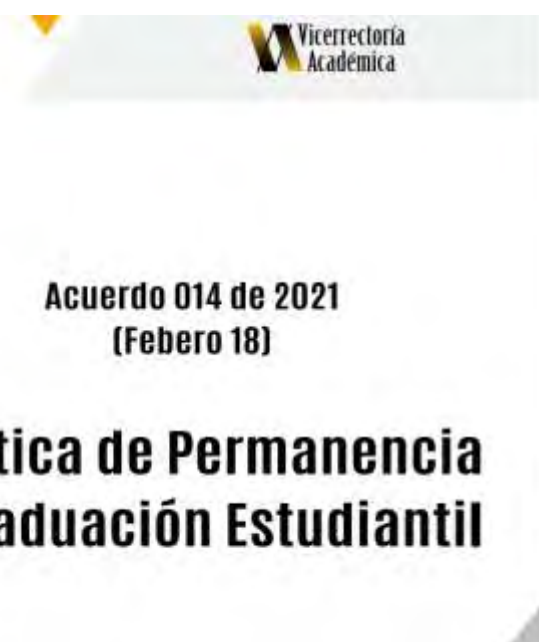 Vicerrectoría
Académica
Acuerdo 014 de 2021
(Febero 18)
tica de Permanencia
aduación Estudiantil